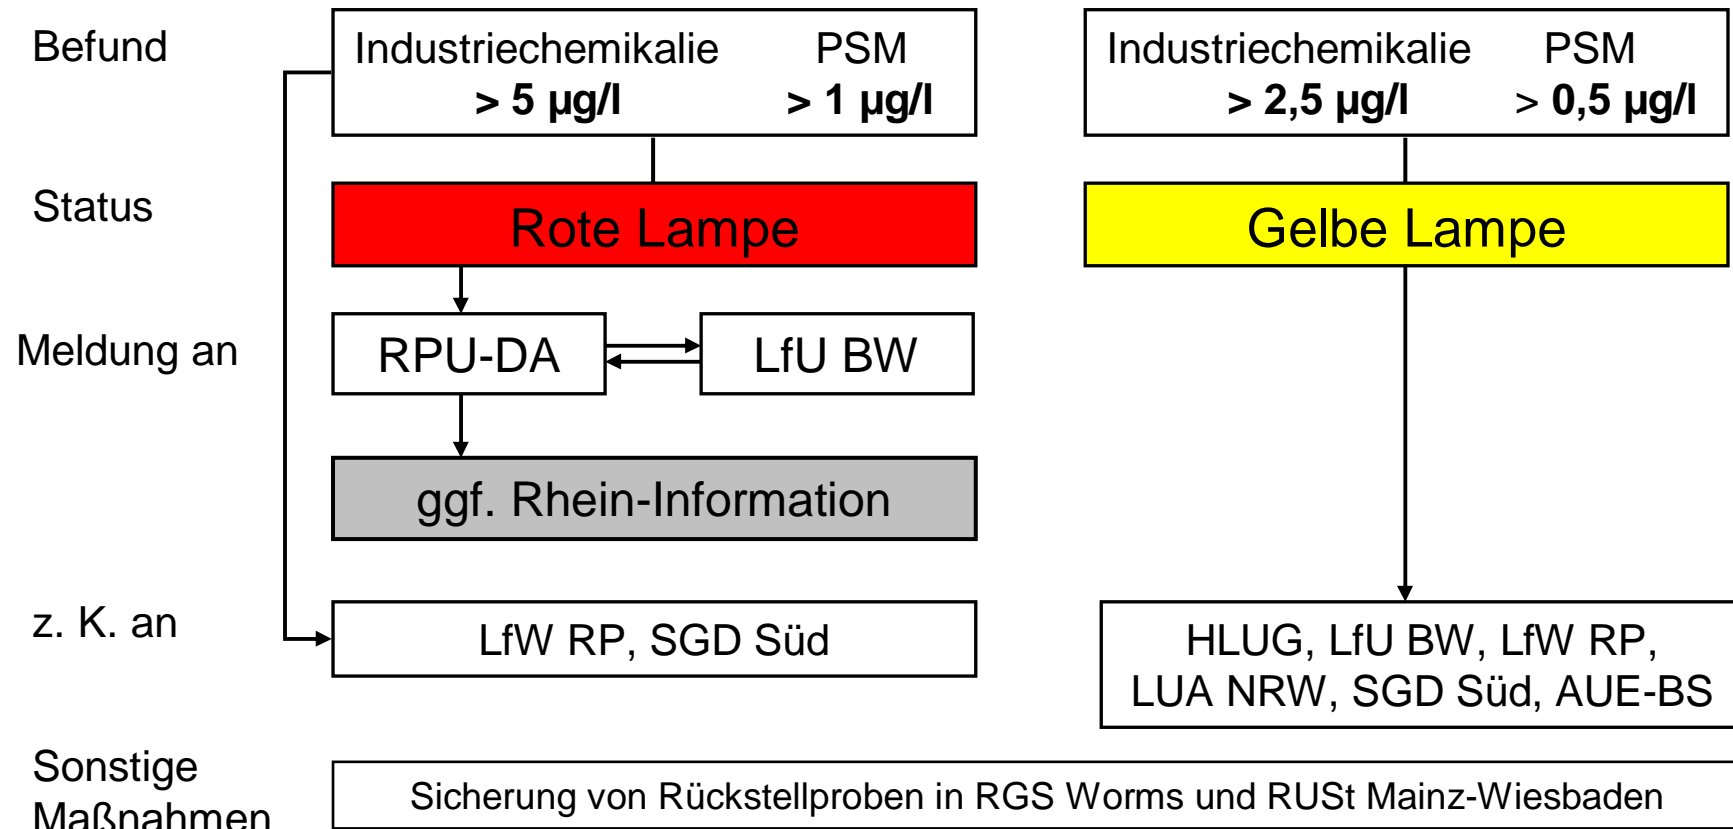 Befund
Industriechemikalie PSM
> 5 µg/l > 1 µg/l
Industriechemikalie PSM
> 2,5 µg/l > 0,5 µg/l
Status
Rote Lampe
Gelbe Lampe
Meldung an
RPU-DA
LfU BW
ggf. Rhein-Information
z. K. an
LfW RP, SGD Süd
HLUG, LfU BW, LfW RP,
LUA NRW, SGD Süd, AUE-BS
Sonstige
Maßnahmen
Sicherung von Rückstellproben in RGS Worms und RUSt Mainz-Wiesbaden